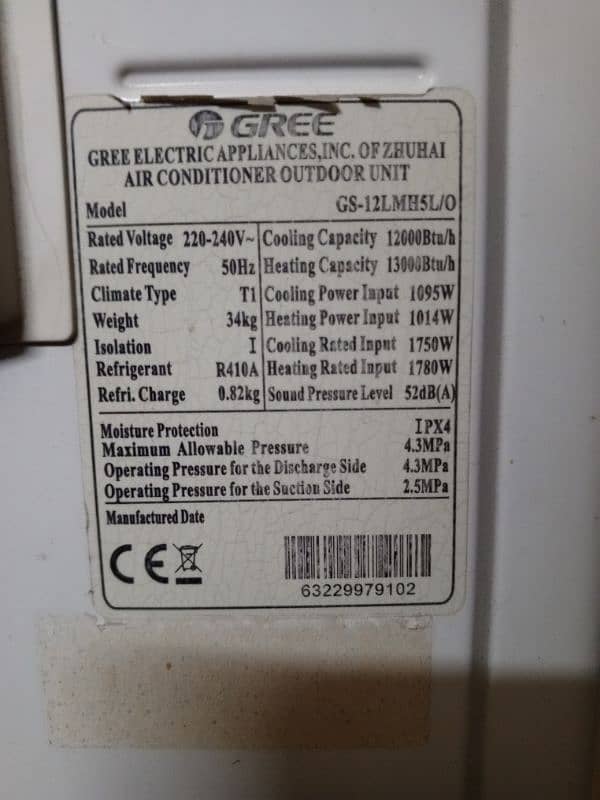 GREE
GREE ELECTRIC APPLIANCES,INC. OF ZHUHAI
AIR CONDITIONER OUTDOOR UNIT
Model GS-12LMH5L/O
Rated Voltage 220-240V~ Cooling Capacity 12000Btu/h
Rated Frequency 50Hz Heating Capacity 13000Btu/h
Climate Type T1 Cooling Power Input 1095W
Weight 34kg Heating Power Input 1014W
Isolation I Cooling Rated Input 1750W
Refrigerant R410A Heating Rated Input 1780W
Refri. Charge 0.82kg Sound Pressure Level 52dB(A)
Moisture Protection IPX4
Maximum Allowable Pressure 4.3MPa
Operating Pressure for the Discharge Side 4.3MPa
Operating Pressure for the Suction Side 2.5MPa
Manufactured Date
CE
63229979102